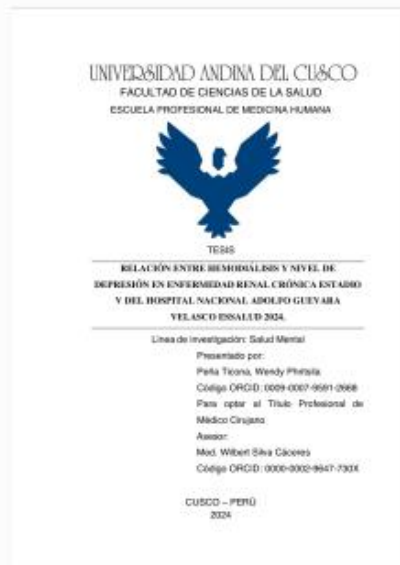 UNIVERSIDAD ANDINA DEL CUSCO
FACULTAD DE CIENCIAS DE LA SALUD
ESCUELA PROFESIONAL DE MEDICINA HUMANA
TESIS
RELACIÓN ENTRE HEMODIÁLISIS Y NIVEL DE
DEPRESIÓN EN ENFERMEDAD RENAL CRÓNICA ESTADIO
V DEL HOSPITAL NACIONAL ADOLFO GUEVARA
VELASCO ESSALUD 2024.
Línea de investigación: Salud Mental
Presentado por:
Peña Ticona, Wendy
Código ORCID: 0009-0007-9591-2668
Para optar al Título Profesional de
Médico Cirujano
Asesor:
Med. Wilbert Silva Cáceres
Código ORCID: 0000-0002-9647-730X
CUSCO – PERÚ
2024